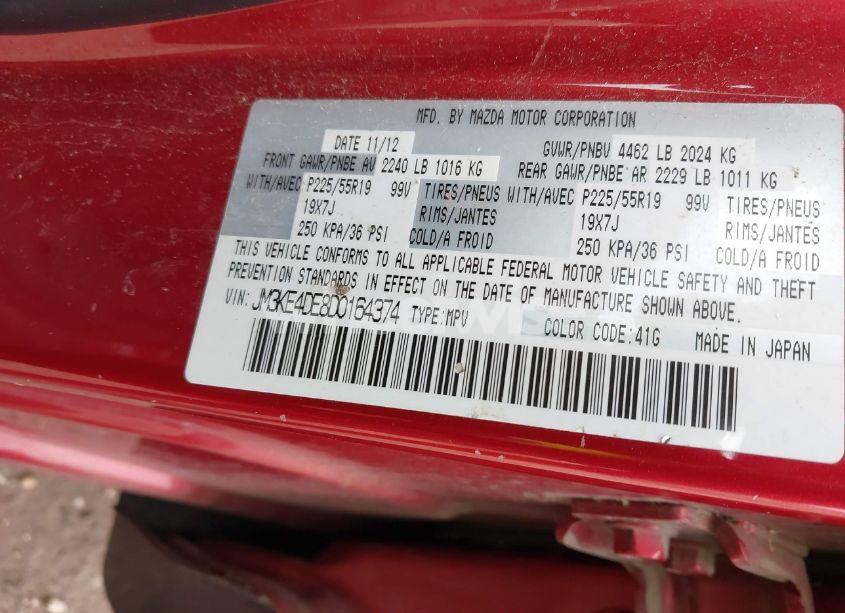 MFD. BY MAZDA MOTOR CORPORATION
DATE 11/12 GVWR/PNBV 4462 LB 2024 KG
FRONT GAWR/PNBE AV 2240 LB 1016 KG REAR GAWR/PNBE AR 2229 LB 1011 KG
WITH/AVEC P225/55R19 99V TIRES/PNEUS WITH/AVEC P225/55R19 99V TIRES/PNEUS
19X7J RIMS/JANTES 19X7J RIMS/JANTES
250 KPA/36 PSI COLD/A FROID 250 KPA/36 PSI COLD/A FROID
THIS VEHICLE CONFORMS TO ALL APPLICABLE FEDERAL MOTOR VEHICLE SAFETY AND THEFT
PREVENTION STANDARDS IN EFFECT ON THE DATE OF MANUFACTURE SHOWN ABOVE.
VIN: JM3KE4DE8D0164374 TYPE:MPV COLOR CODE:41G MADE IN JAPAN